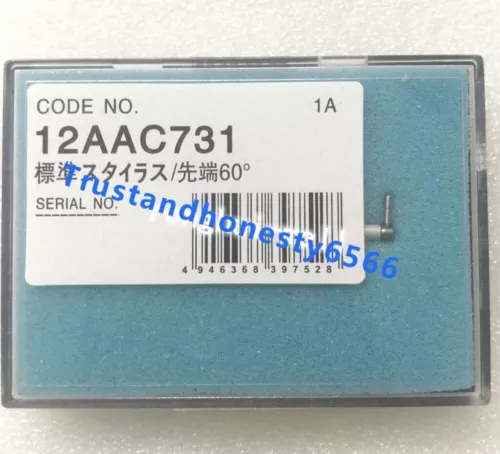 CODE NO. 1A
12AAC731
標準スタイラス/先端60°
SERIAL NO.
Trustandhonesty6566
4 946368 397528